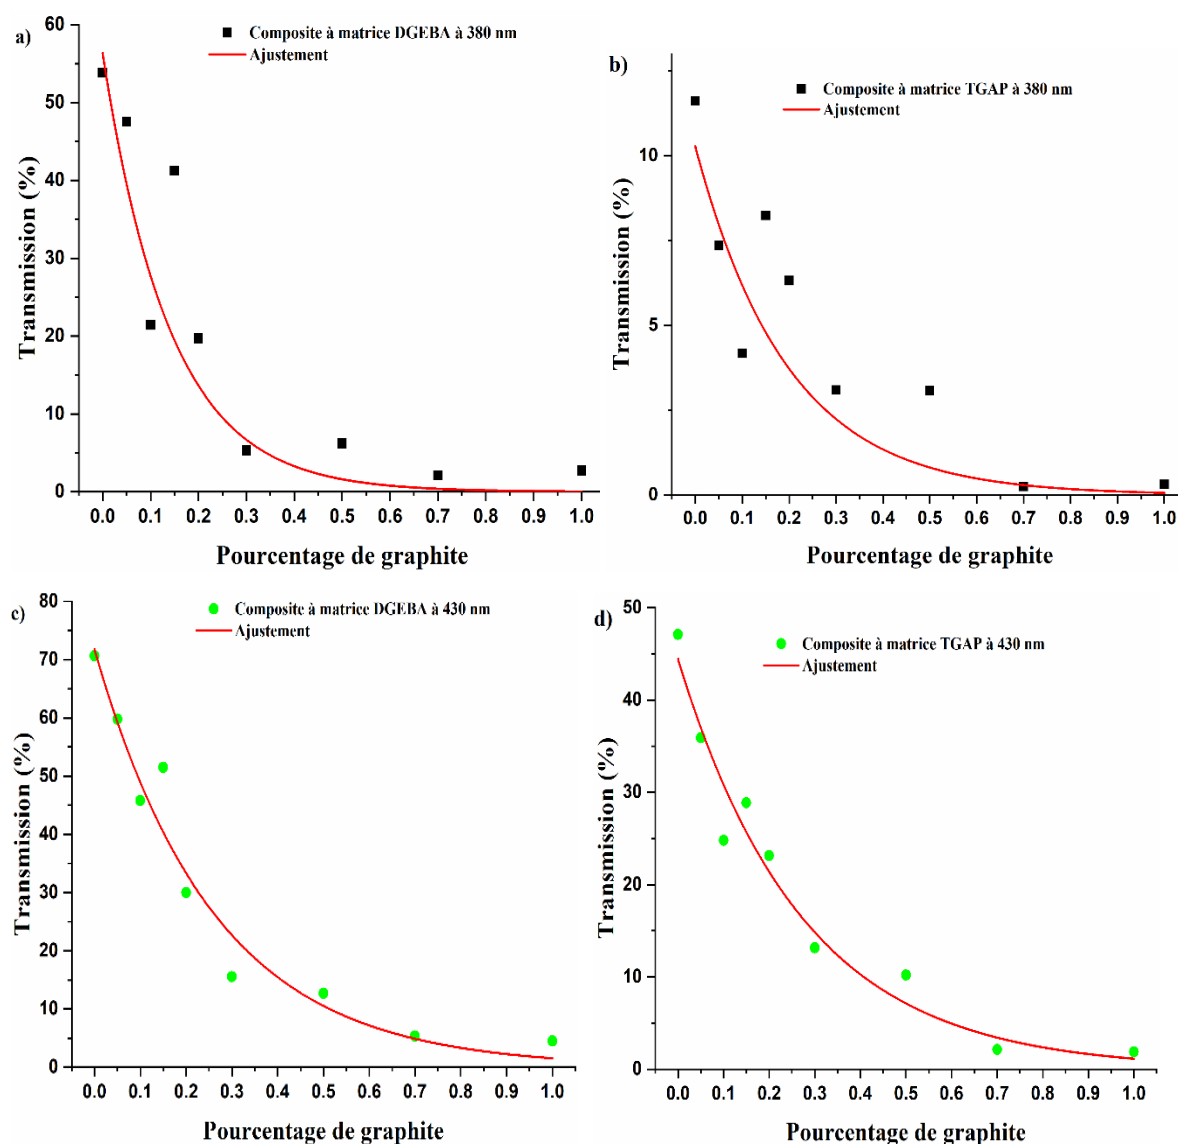 a)
Composite à matrice DGEBA à 380 nm
Ajustement
Transmission (%)
60
50
40
30
20
10
0
0.0 0.1 0.2 0.3 0.4 0.5 0.6 0.7 0.8 0.9 1.0
Pourcentage de graphite
b)
Composite à matrice TGAP à 380 nm
Ajustement
Transmission (%)
10
5
0
0.0 0.1 0.2 0.3 0.4 0.5 0.6 0.7 0.8 0.9 1.0
Pourcentage de graphite
c)
Composite à matrice DGEBA à 430 nm
Ajustement
Transmission (%)
80
70
60
50
40
30
20
10
0
0.0 0.1 0.2 0.3 0.4 0.5 0.6 0.7 0.8 0.9 1.0
Pourcentage de graphite
d)
Composite à matrice TGAP à 430 nm
Ajustement
Transmission (%)
50
40
30
20
10
0
0.0 0.1 0.2 0.3 0.4 0.5 0.6 0.7 0.8 0.9 1.0
Pourcentage de graphite